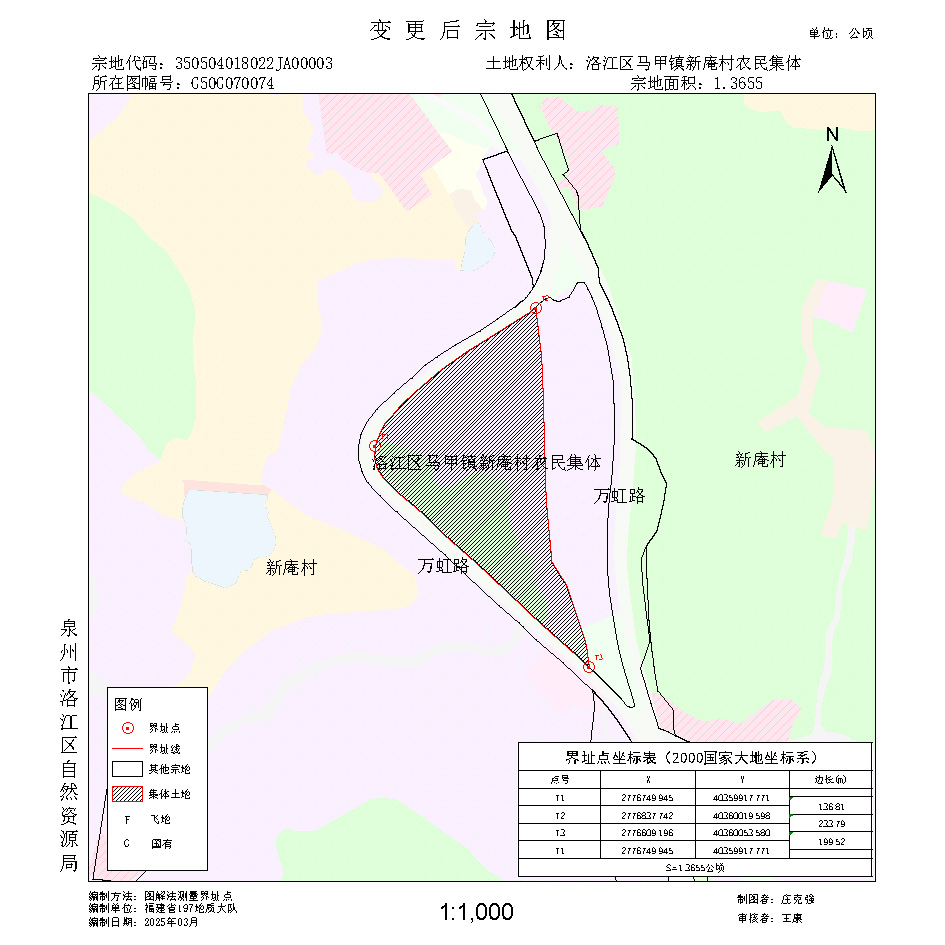 变更后宗地图
单位：公顷
宗地代码：350504018022JA00003
土地权利人：洛江区马甲镇新庵村农民集体
所在图幅号：G50G070074
宗地面积：1.3655
N
洛江区马甲镇新庵村农民集体
新庵村
万虹路
新庵村
万虹路
泉州市洛江区自然资源局
图例
界址点
界址线
其他宗地
集体土地
F 飞地
C 国有
界址点坐标表（2000国家大地坐标系）
点号 X Y 边长(m)
T1 2776749.945 40359917.771
136.81
T2 2776837.742 40360019.598
233.79
T3 2776609.196 40360053.580
199.52
T1 2776749.945 40359917.771
S=1.3655公顷
编制方法：图解法测量界址点
编制单位：福建省197地质大队
编制日期：2025年03月
1:1,000
制图者：庄克强
审核者：王康